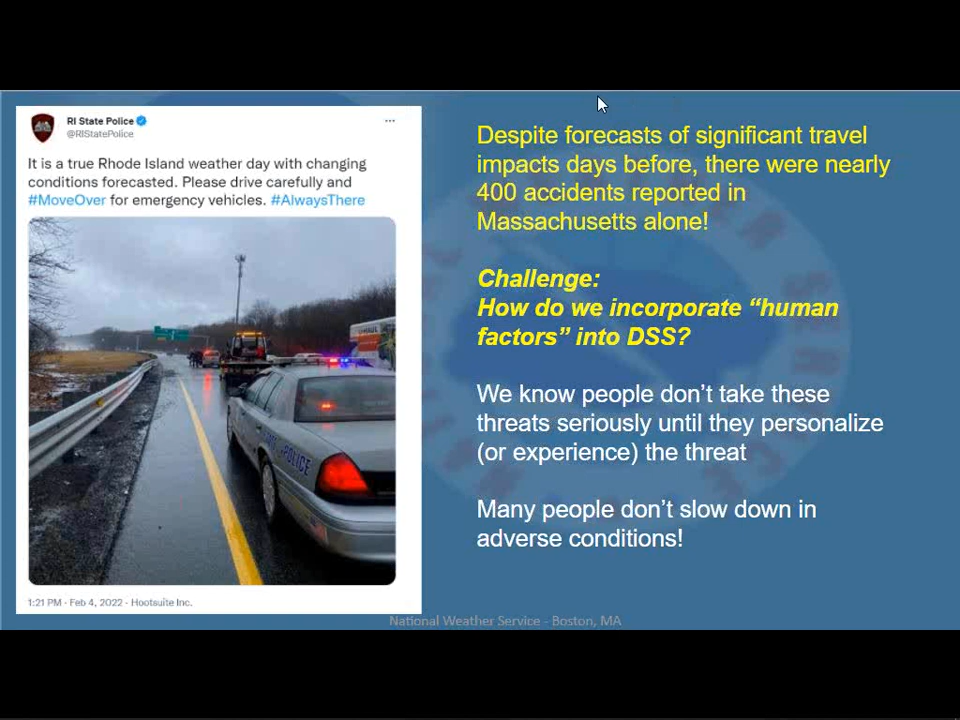 RI State Police
@RIStatePolice
It is a true Rhode Island weather day with changing
conditions forecasted. Please drive carefully and
#MoveOver for emergency vehicles. #AlwaysThere
POLICE
1:21 PM · Feb 4, 2022 · Hootsuite Inc.
Despite forecasts of significant travel
impacts days before, there were nearly
400 accidents reported in
Massachusetts alone!
Challenge:
How do we incorporate “human
factors” into DSS?
We know people don’t take these
threats seriously until they personalize
(or experience) the threat
Many people don’t slow down in
adverse conditions!
National Weather Service - Boston, MA